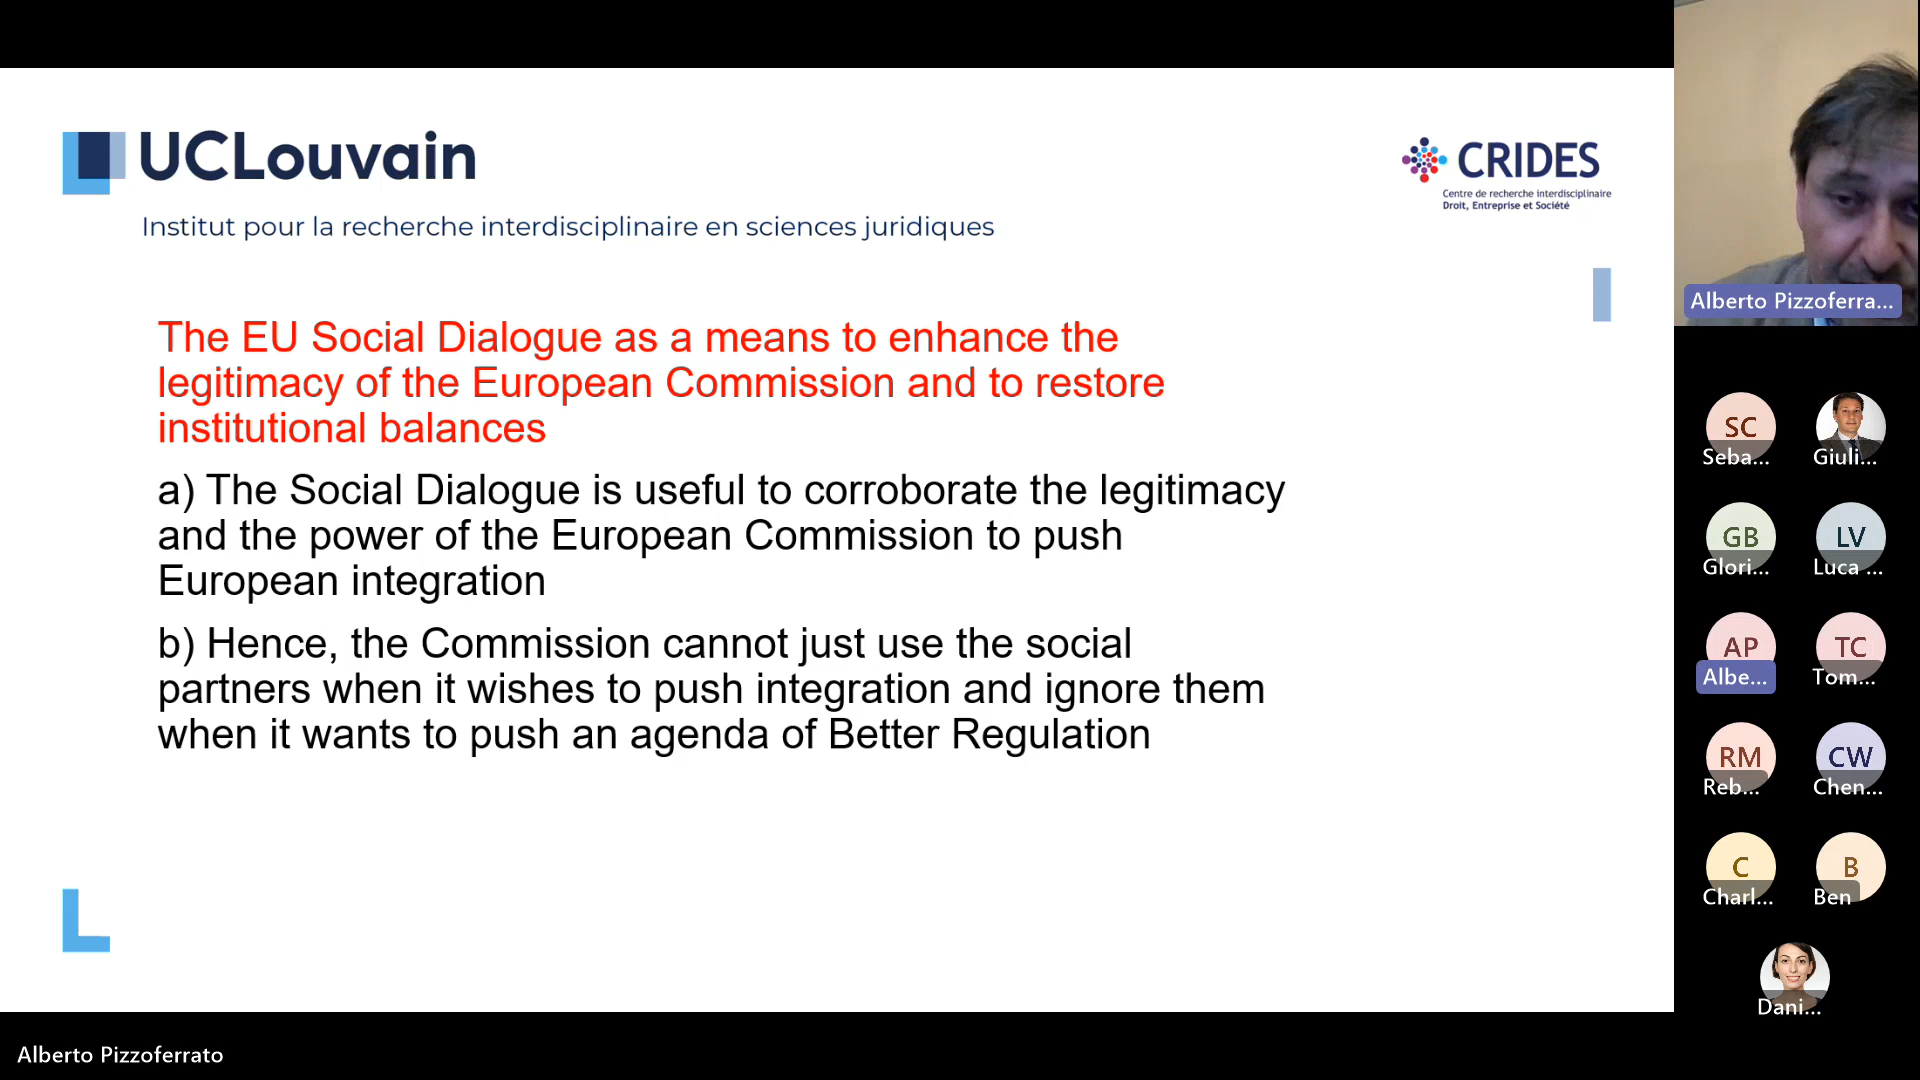 UCLouvain
CRIDES
Centre de recherche interdisciplinaire
Droit, Entreprise et Société
Institut pour la recherche interdisciplinaire en sciences juridiques
The EU Social Dialogue as a means to enhance the
legitimacy of the European Commission and to restore
institutional balances
a) The Social Dialogue is useful to corroborate the legitimacy
and the power of the European Commission to push
European integration
b) Hence, the Commission cannot just use the social
partners when it wishes to push integration and ignore them
when it wants to push an agenda of Better Regulation
Alberto Pizzoferra...
SC
Seba...
Giuli...
GB
Glori...
LV
Luca ...
AP
Albe...
TC
Tom...
RM
Reb...
CW
Chen...
C
Charl...
B
Ben
Dani...
Alberto Pizzoferrato